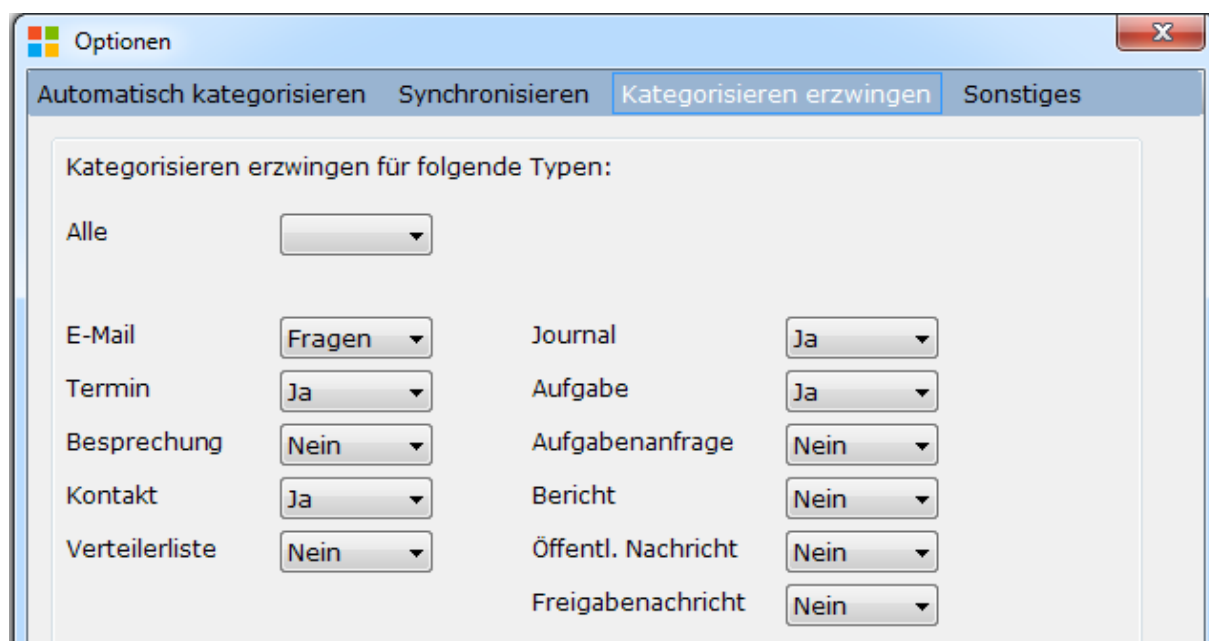 Optionen
Automatisch kategorisieren Synchronisieren Kategorisieren erzwingen Sonstiges
Kategorisieren erzwingen für folgende Typen:
Alle
E-Mail Fragen Journal Ja
Termin Ja Aufgabe Ja
Besprechung Nein Aufgabenanfrage Nein
Kontakt Ja Bericht Nein
Verteilerliste Nein Öffentl. Nachricht Nein
Freigabenachricht Nein